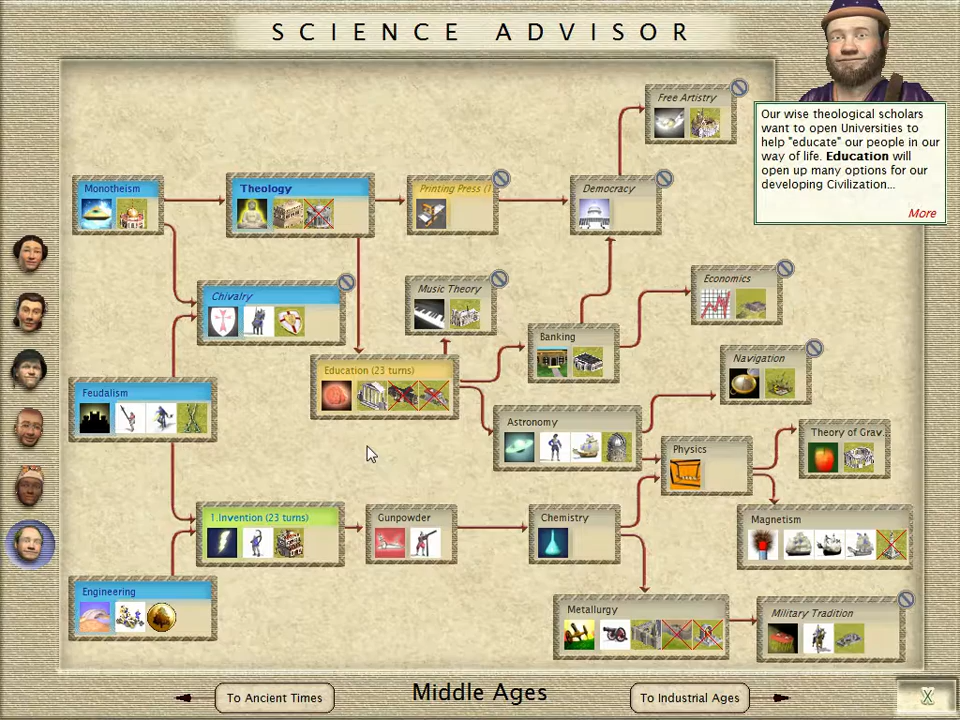 SCIENCE ADVISOR
Our wise theological scholars
want to open Universities to
help "educate" our people in our
way of life. Education will
open up many options for our
developing Civilization...
More
Free Artistry
Monotheism
Theology
Printing Press (1
Democracy
Chivalry
Music Theory
Economics
Banking
Navigation
Education (23 turns)
Feudalism
Astronomy
Theory of Grav...
Physics
1.Invention (23 turns)
Gunpowder
Chemistry
Magnetism
Engineering
Metallurgy
Military Tradition
To Ancient Times
Middle Ages
To Industrial Ages
X